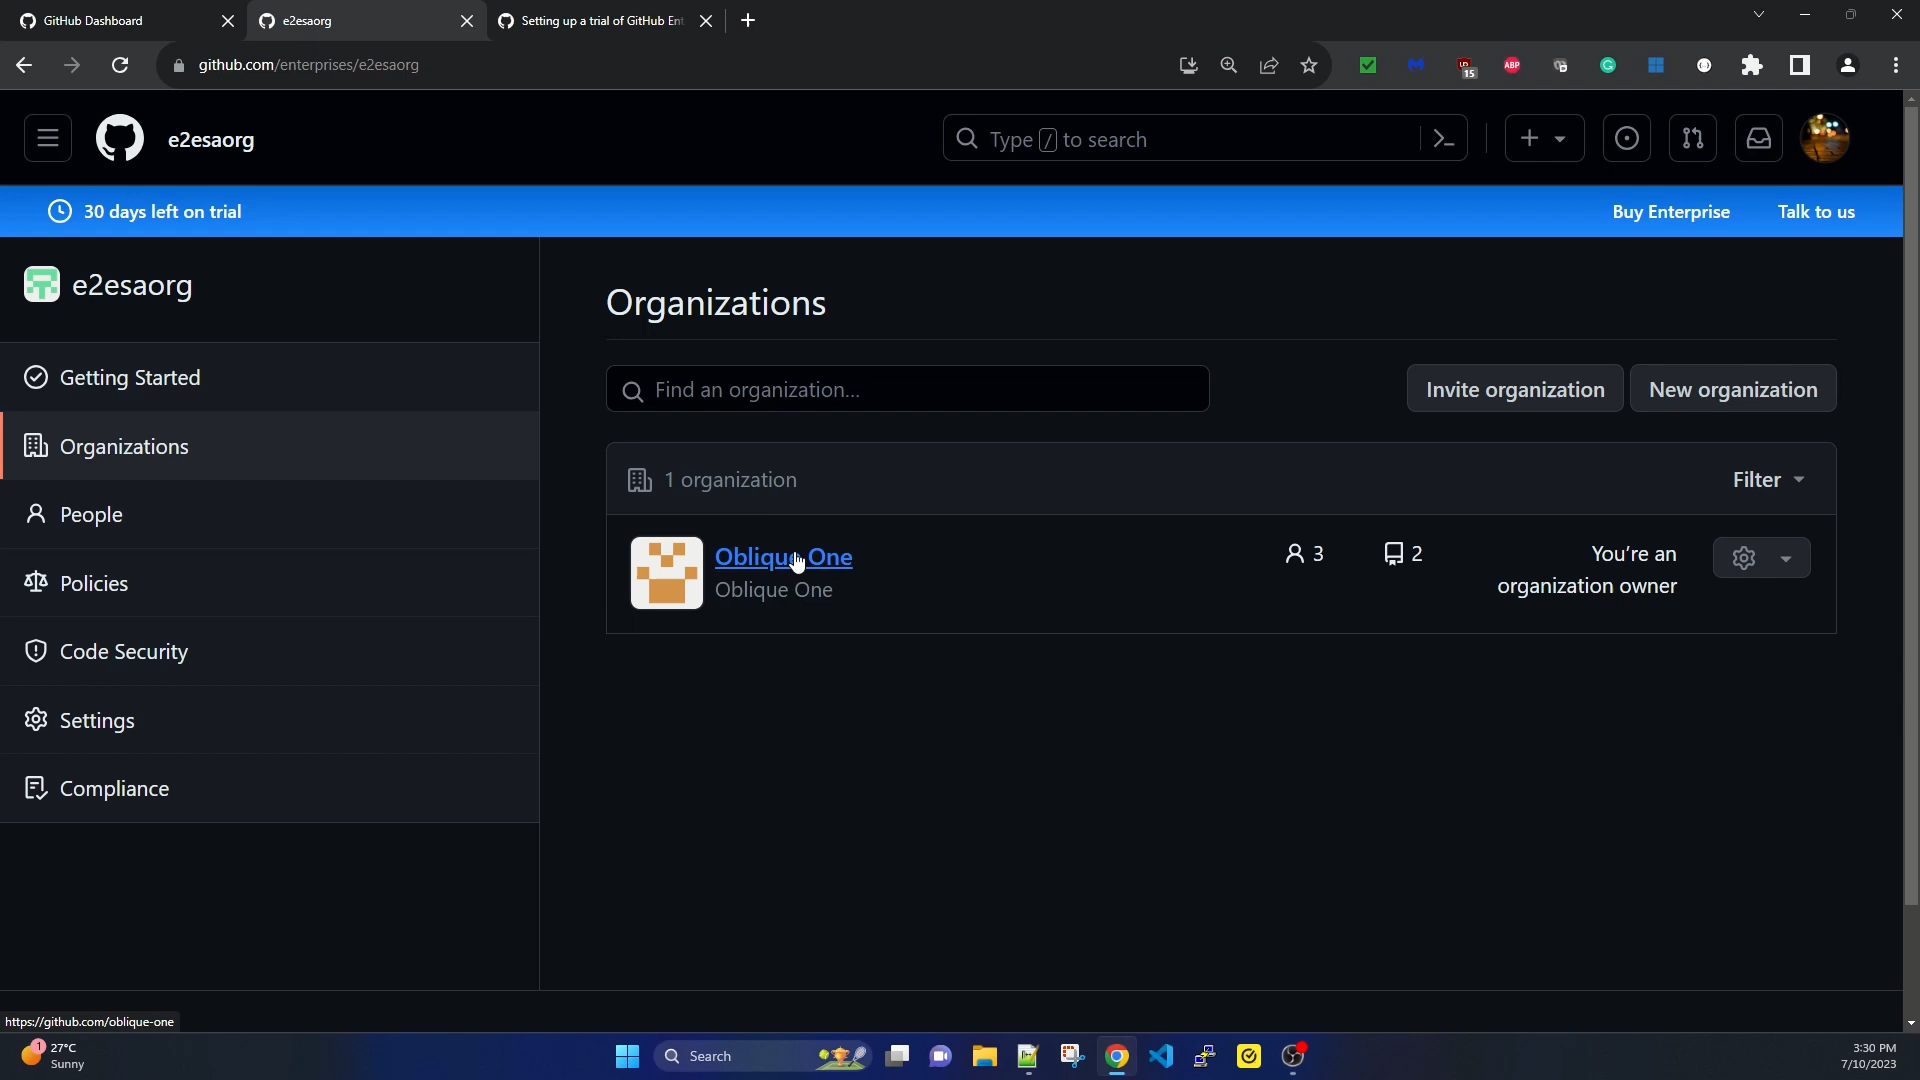 GitHub Dashboard
e2esaorg
Setting up a trial of GitHub Ent
github.com/enterprises/e2esaorg
15
ABP
e2esaorg
Type / to search
30 days left on trial
Buy Enterprise
Talk to us
e2esaorg
Getting Started
Organizations
People
Policies
Code Security
Settings
Compliance
Organizations
Find an organization...
Invite organization
New organization
1 organization
Filter
Oblique One
Oblique One
3
2
You're an
organization owner
https://github.com/oblique-one
1
27°C
Sunny
Search
3:30 PM
7/10/2023